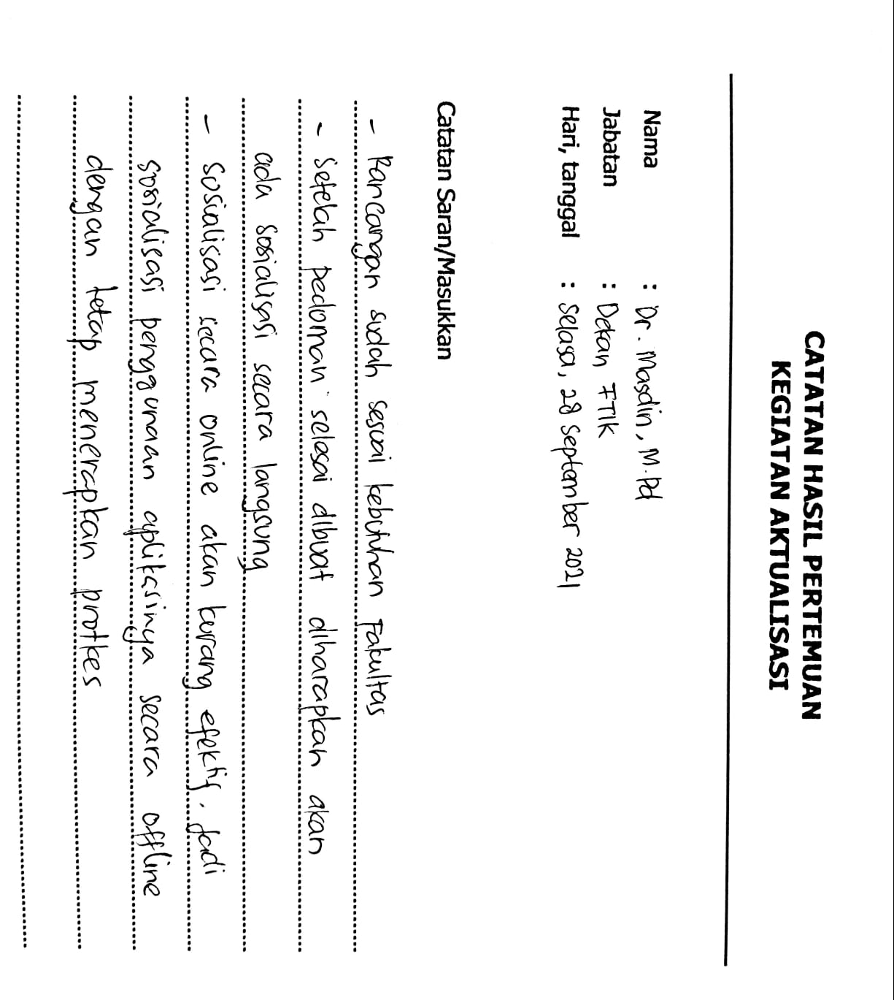 CATATAN HASIL PERTEMUAN
KEGIATAN AKTUALISASI
Nama : Dr. Masdin, M.Pd
Jabatan : Dekan FTIK
Hari, tanggal : Selasa, 28 September 2021
Catatan Saran/Masukkan
- Rancangan sudah sesuai kebutuhan Fakultas
- Setelah pedoman selesai dibuat diharapkan akan
ada sosialisasi secara langsung
- Sosialisasi secara online akan kurang efektif. Jadi
sosialisasi penggunaan aplikasinya secara offline
dengan tetap menerapkan protkes